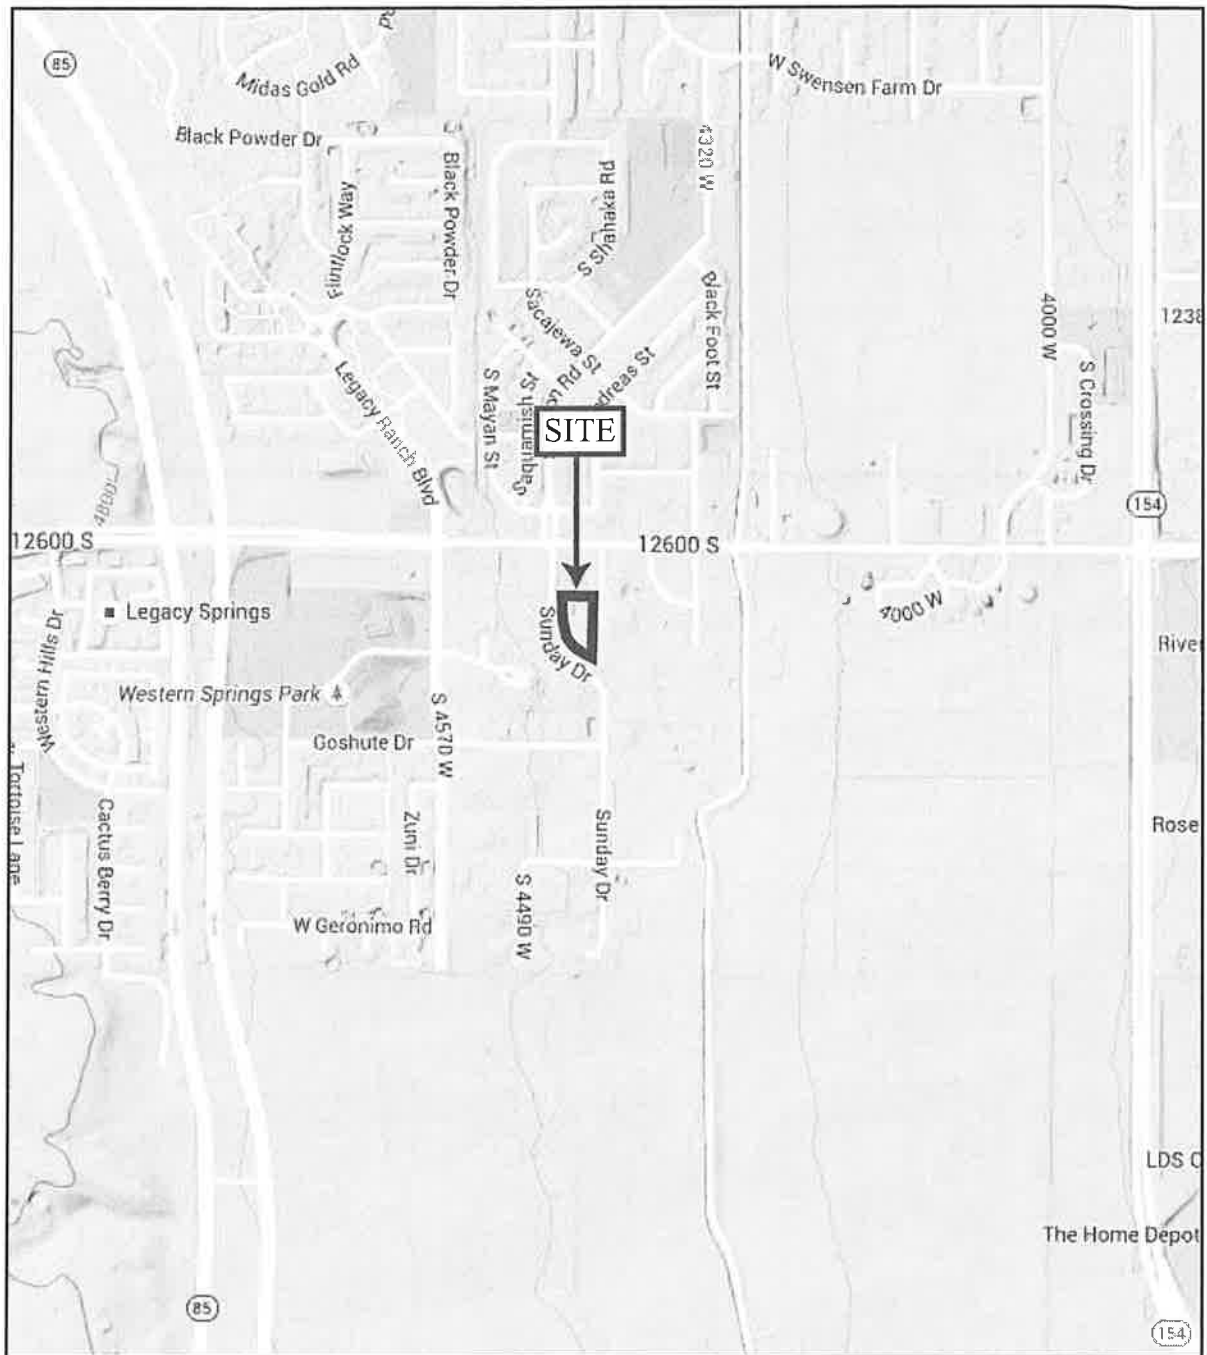 85
Midas Gold Rd
W Swensen Farm Dr
Black Powder Dr
4320 W
Black Powder Dr
Flintlock Way
S Shahaka Rd
Black Foot St
Sacajewa St
4000 W
1238
S Crossing Dr
Legacy Ranch Blvd
S Mayan St
SITE
4800
154
12600 S
12600 S
Legacy Springs
Sunday Dr
4000 W
Western Hills Dr
River
Western Springs Park
S 4570 W
Goshute Dr
Tortoise Lane
Cactus Berry Dr
Zuni Dr
Sunday Dr
Rose
S 4490 W
W Geronimo Rd
LDS C
The Home Depot
85
154